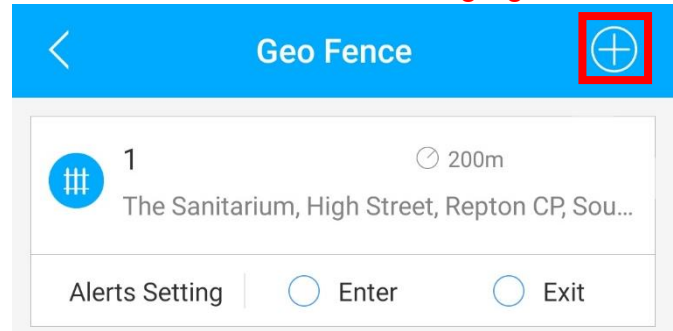 Geo Fence
1 200m
The Sanitarium, High Street, Repton CP, Sou...
Alerts Setting Enter Exit